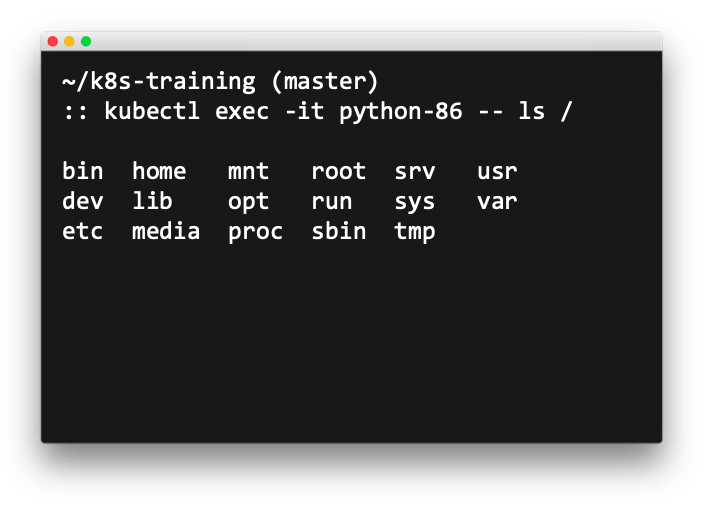 ~/k8s-training (master)
:: kubectl exec -it python-86 -- ls /
bin home mnt root srv usr
dev lib opt run sys var
etc media proc sbin tmp